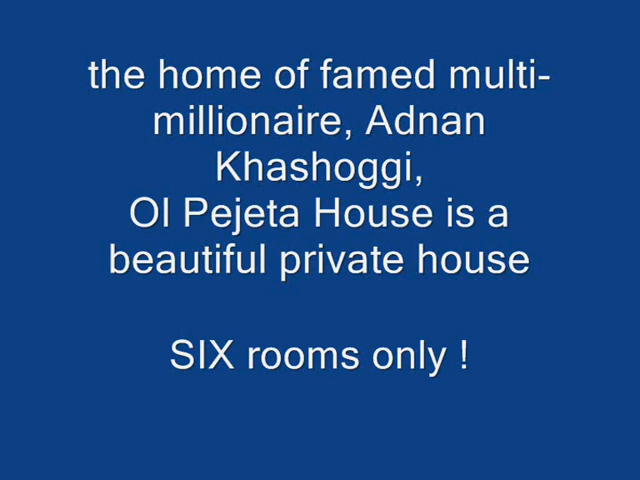 the home of famed multi-
millionaire, Adnan
Khashoggi,
Ol Pejeta House is a
beautiful private house
SIX rooms only !